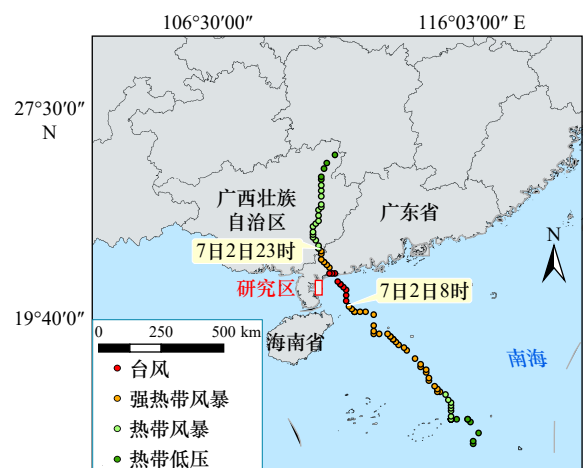 106°30′0″
116°03′0″ E
27°30′0″
N
广西壮族
自治区
广东省
7日2日23时
N
研究区
7日2日8时
19°40′0″
0 250 500 km
海南省
南海
台风
强热带风暴
热带风暴
热带低压